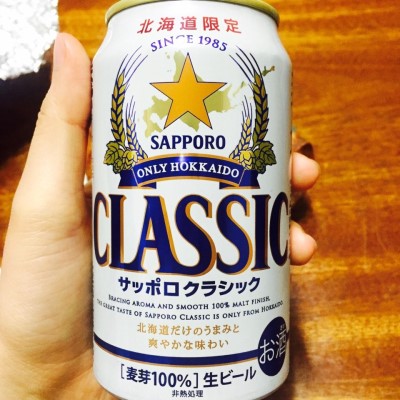 北海道限定
SINCE 1985
SAPPORO
ONLY HOKKAIDO
CLASSIC
サッポロ クラシック
BRACING AROMA AND SMOOTH 100% MALT FINISH.
THE GREAT TASTE OF SAPPORO CLASSIC IS ONLY FROM HOKKAIDO.
北海道だけのうまみと
爽やかな味わい
お酒
[麦芽100%] 生ビール
非熱処理